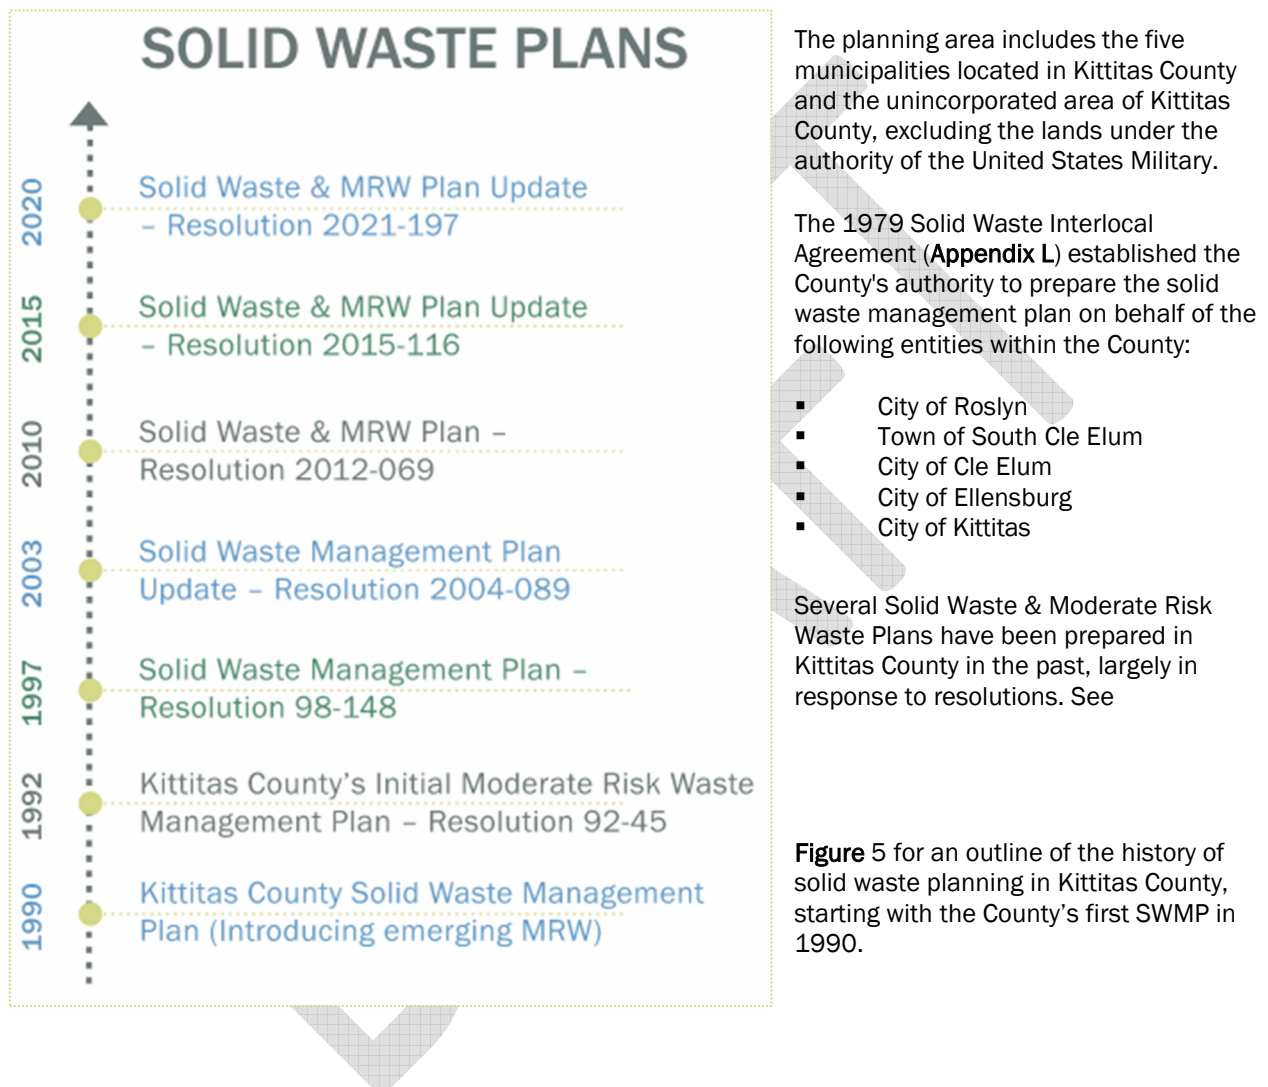 SOLID WASTE PLANS
2020
Solid Waste & MRW Plan Update
– Resolution 2021-197
2015
Solid Waste & MRW Plan Update
– Resolution 2015-116
2010
Solid Waste & MRW Plan –
Resolution 2012-069
2003
Solid Waste Management Plan
Update – Resolution 2004-089
1997
Solid Waste Management Plan –
Resolution 98-148
1992
Kittitas County's Initial Moderate Risk Waste
Management Plan – Resolution 92-45
1990
Kittitas County Solid Waste Management
Plan (Introducing emerging MRW)
The planning area includes the five
municipalities located in Kittitas County
and the unincorporated area of Kittitas
County, excluding the lands under the
authority of the United States Military.
The 1979 Solid Waste Interlocal
Agreement (Appendix L) established the
County's authority to prepare the solid
waste management plan on behalf of the
following entities within the County:
▪ City of Roslyn
▪ Town of South Cle Elum
▪ City of Cle Elum
▪ City of Ellensburg
▪ City of Kittitas
Several Solid Waste & Moderate Risk
Waste Plans have been prepared in
Kittitas County in the past, largely in
response to resolutions. See
Figure 5 for an outline of the history of
solid waste planning in Kittitas County,
starting with the County's first SWMP in
1990.